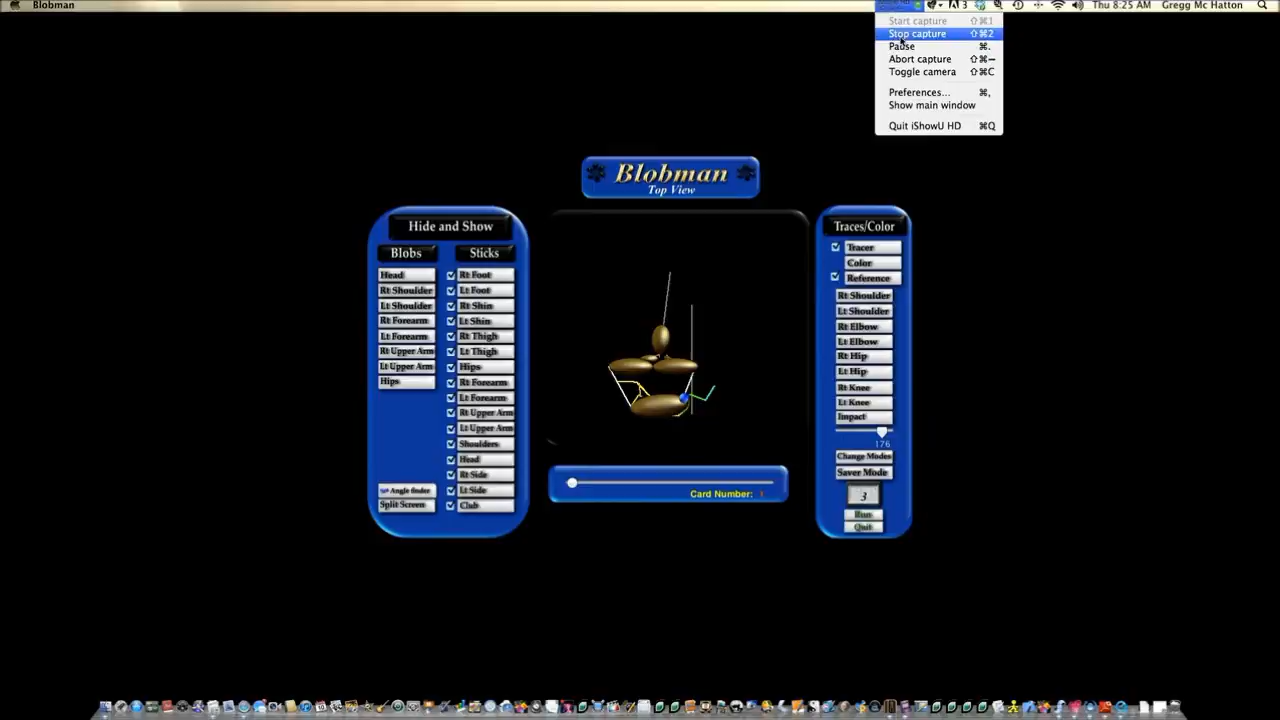 Blobman
3
Thu 8:25 AM
Gregg Mc Hatton
Start capture ⇧⌘1
Stop capture ⇧⌘2
Pause ⌘.
Abort capture ⇧⌘–
Toggle camera ⇧⌘C
Preferences... ⌘,
Show main window
Quit iShowU HD ⌘Q
Blobman
Top View
Hide and Show
Blobs
Sticks
Head
Rt Shoulder
Lt Shoulder
Rt Forearm
Lt Forearm
Rt Upper Arm
Lt Upper Arm
Hips
Angle finder
Split Screen
Rt Foot
Lt Foot
Rt Shin
Lt Shin
Rt Thigh
Lt Thigh
Hips
Rt Forearm
Lt Forearm
Rt Upper Arm
Lt Upper Arm
Shoulders
Head
Rt Side
Lt Side
Club
Card Number: 1
Traces/Color
Tracer
Color
Reference
Rt Shoulder
Lt Shoulder
Rt Elbow
Lt Elbow
Rt Hip
Lt Hip
Rt Knee
Lt Knee
Impact
176
Change Modes
Saver Mode
3
Run
Quit